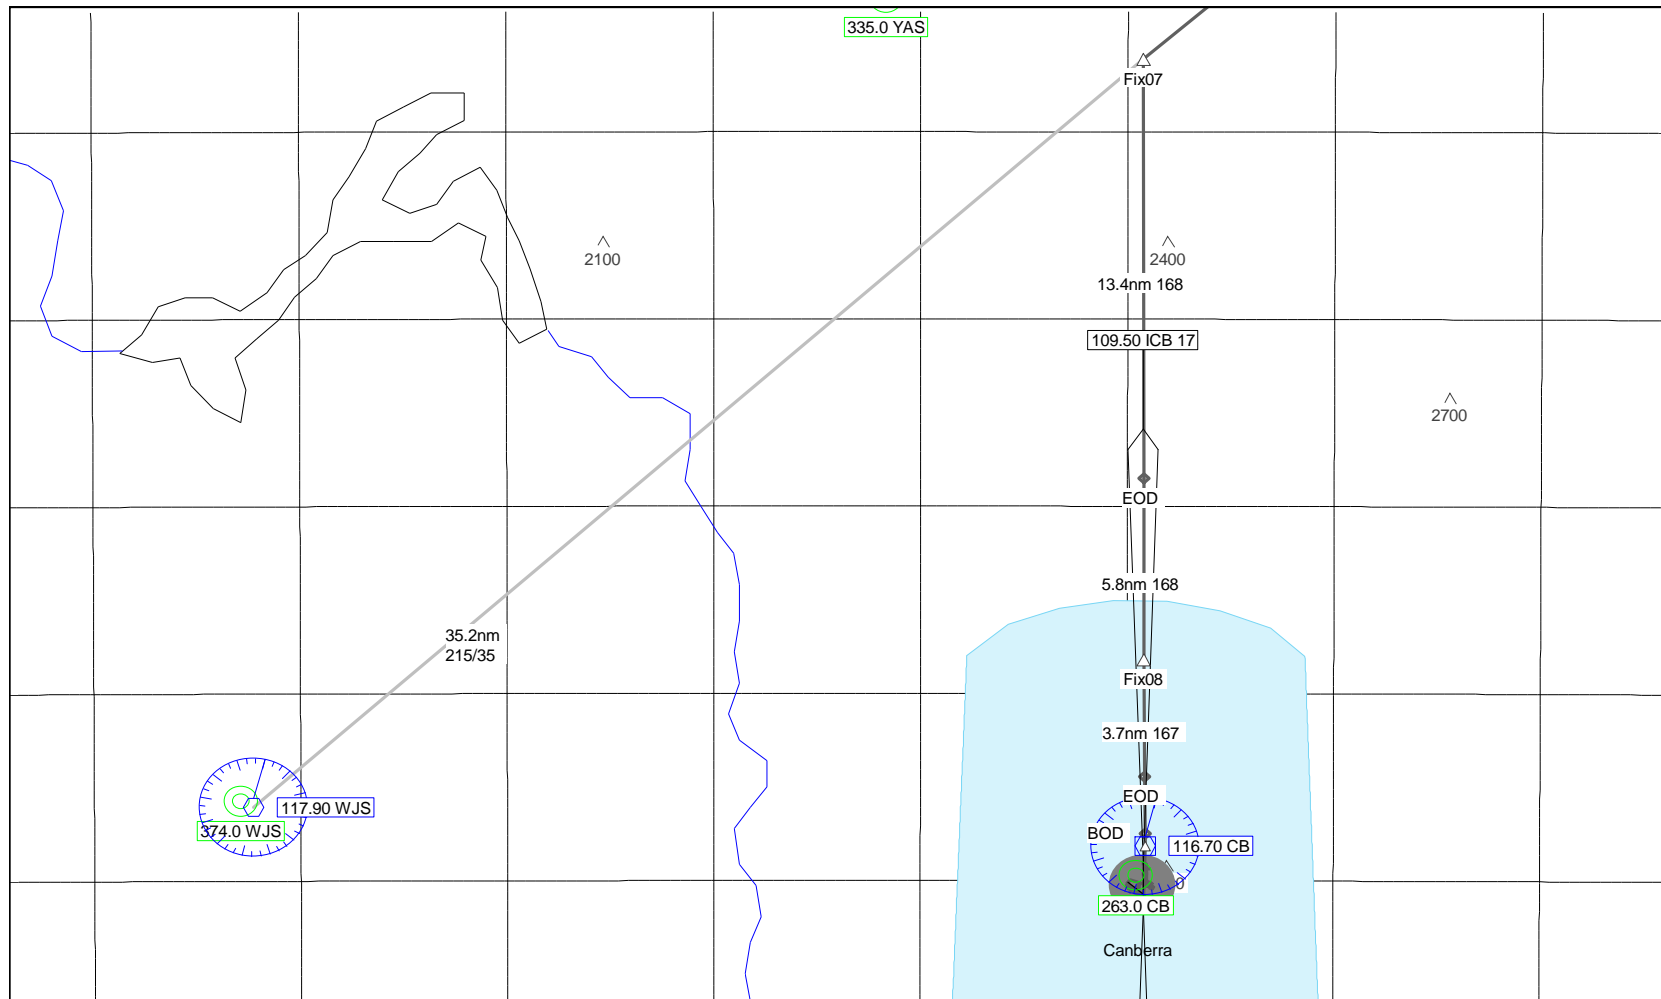 335.0 YAS
Fix07
2100
2400
13.4nm 168
109.50 ICB 17
2700
EOD
5.8nm 168
35.2nm
215/35
Fix08
3.7nm 167
EOD
117.90 WJS
374.0 WJS
BOD
116.70 CB
263.0 CB
Canberra